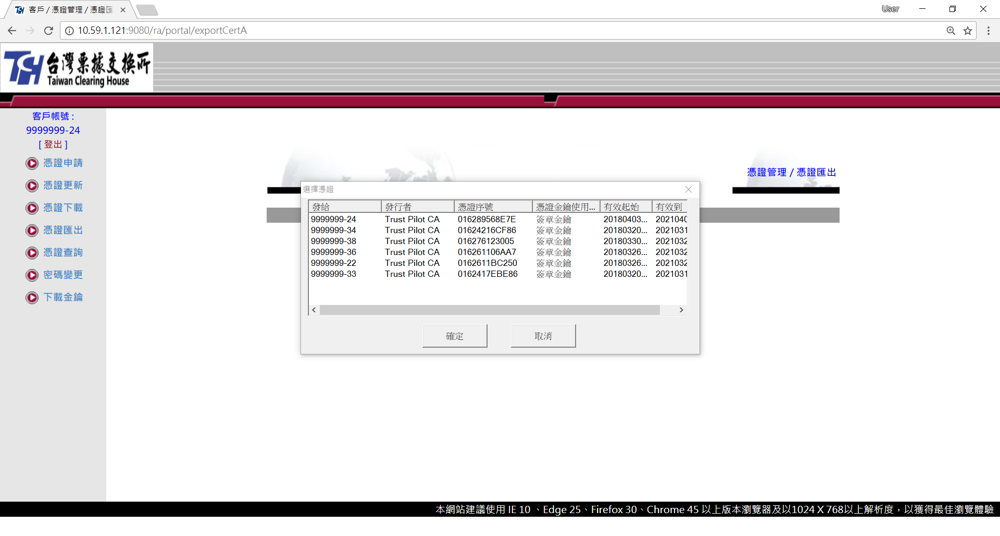 客戶 / 憑證管理 / 憑證匯
User
10.59.1.121:9080/ra/portal/exportCertA
TCH 台灣票據交換所
Taiwan Clearing House
客戶帳號 :
9999999-24
[ 登出 ]
憑證申請
憑證更新
憑證下載
憑證匯出
憑證查詢
密碼變更
下載金鑰
憑證管理 / 憑證匯出
選擇憑證
發給 發行者 憑證序號 憑證金鑰使用... 有效起始 有效到
9999999-24 Trust Pilot CA 016289568E7E 簽章金鑰 20180403... 2021040
9999999-34 Trust Pilot CA 01624216CF86 簽章金鑰 20180320... 2021031
9999999-38 Trust Pilot CA 016276123005 簽章金鑰 20180330... 2021032
9999999-36 Trust Pilot CA 016261106AA7 簽章金鑰 20180326... 2021032
9999999-22 Trust Pilot CA 0162611BC250 簽章金鑰 20180326... 2021032
9999999-33 Trust Pilot CA 0162417EBE86 簽章金鑰 20180320... 2021031
確定 取消
本網站建議使用 IE 10 、Edge 25、Firefox 30、Chrome 45 以上版本瀏覽器及以1024 X 768以上解析度，以獲得最佳瀏覽體驗